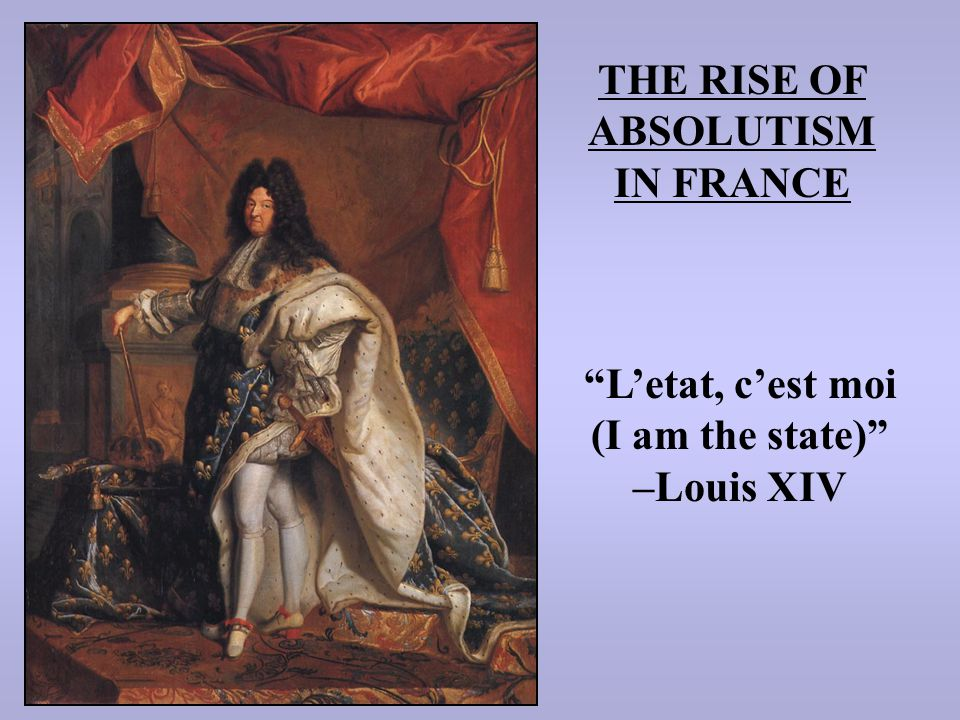 THE RISE OF
ABSOLUTISM
IN FRANCE
“L’etat, c’est moi
(I am the state)”
–Louis XIV